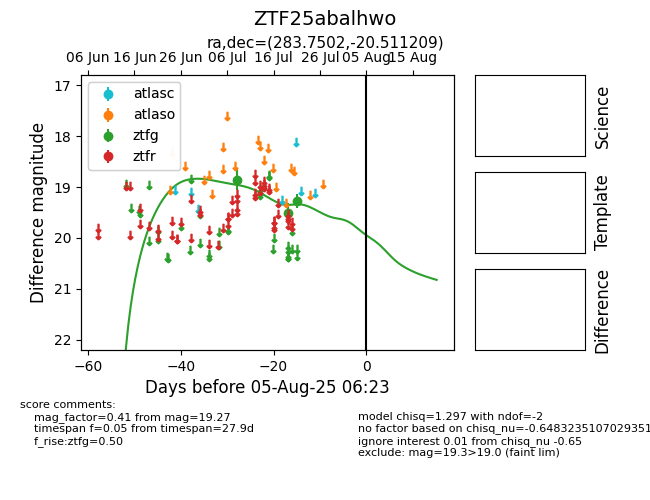 ZTF25abalhwo
ra,dec=(283.7502,-20.511209)
06 Jun 16 Jun 26 Jun 06 Jul 16 Jul 26 Jul 05 Aug 15 Aug
atlasc
atlaso
ztfg
ztfr
17
18
19
20
21
22
Difference magnitude
−60 −40 −20 0
Days before 05-Aug-25 06:23
Science
Template
Difference
score comments:
mag_factor=0.41 from mag=19.27
timespan f=0.05 from timespan=27.9d
f_rise:ztfg=0.50
model chisq=1.297 with ndof=-2
no factor based on chisq_nu=-0.6483235107029351
ignore interest 0.01 from chisq_nu -0.65
exclude: mag=19.3>19.0 (faint lim)